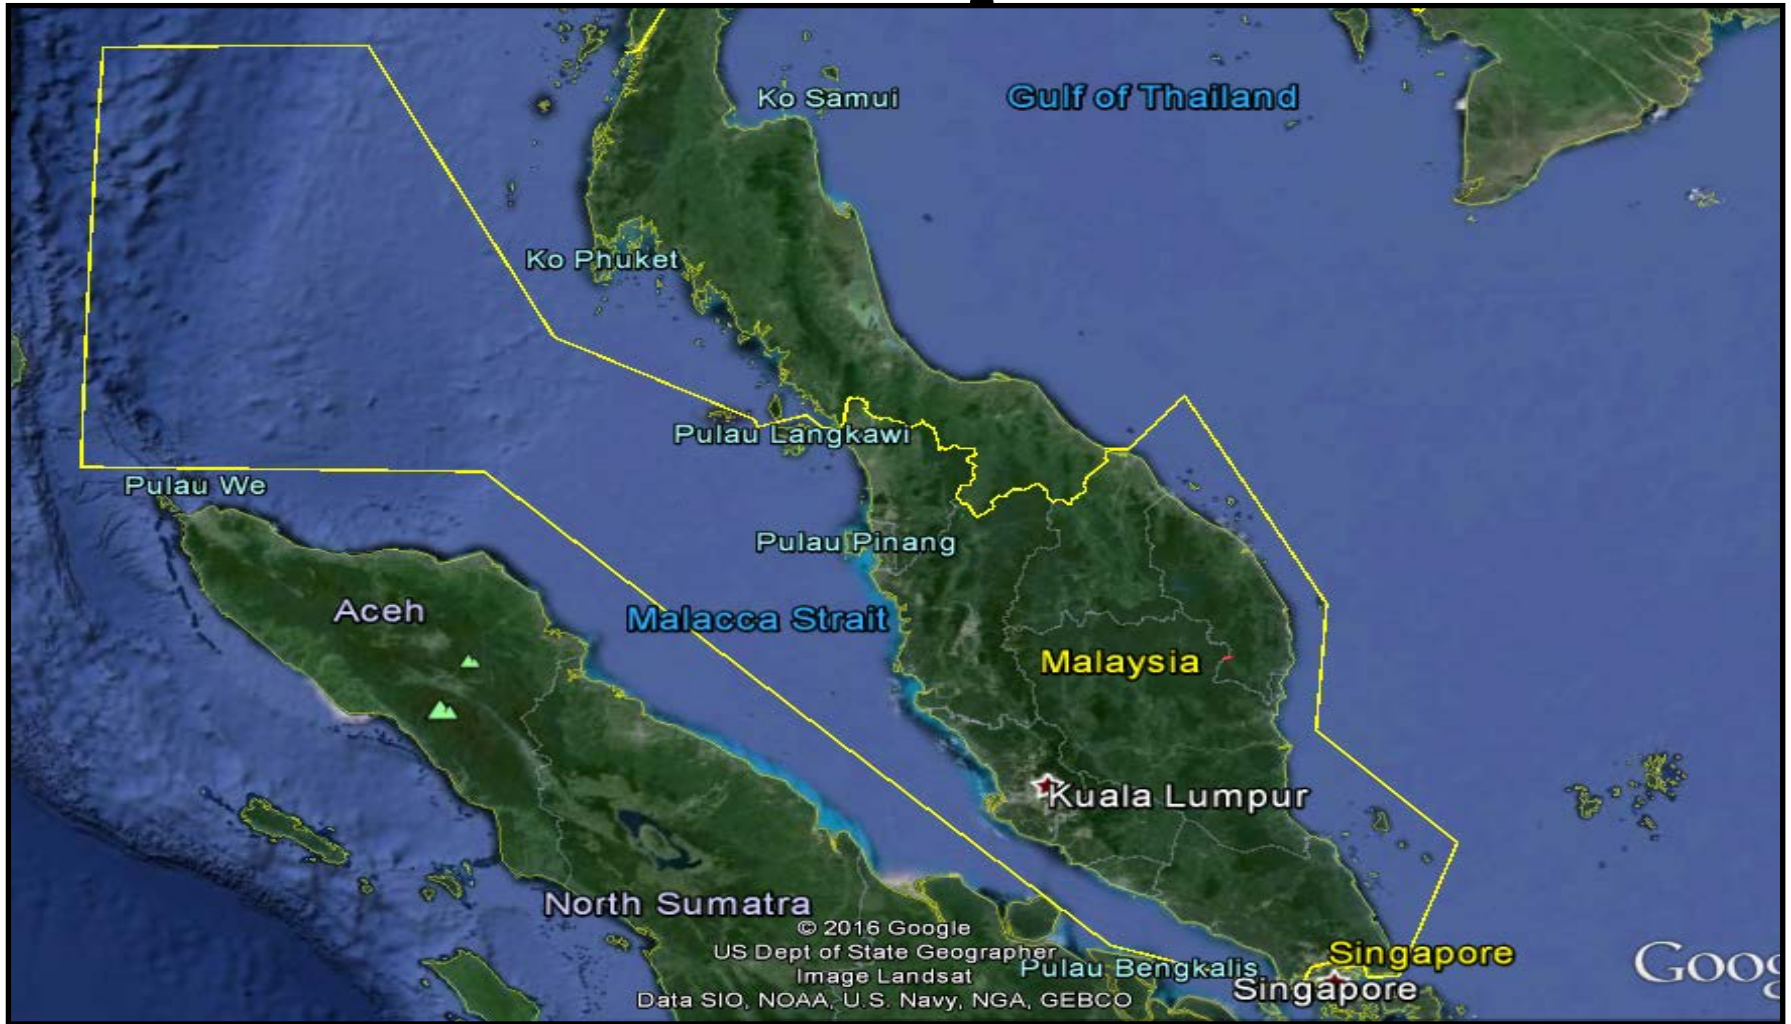 Ko Samui
Gulf of Thailand
Ko Phuket
Pulau Langkawi
Pulau We
Pulau Pinang
Aceh
Malacca Strait
Malaysia
Kuala Lumpur
North Sumatra
© 2016 Google
US Dept of State Geographer
Image Landsat
Data SIO, NOAA, U.S. Navy, NGA, GEBCO
Pulau Bengkalis
Singapore
Singapore
Goog